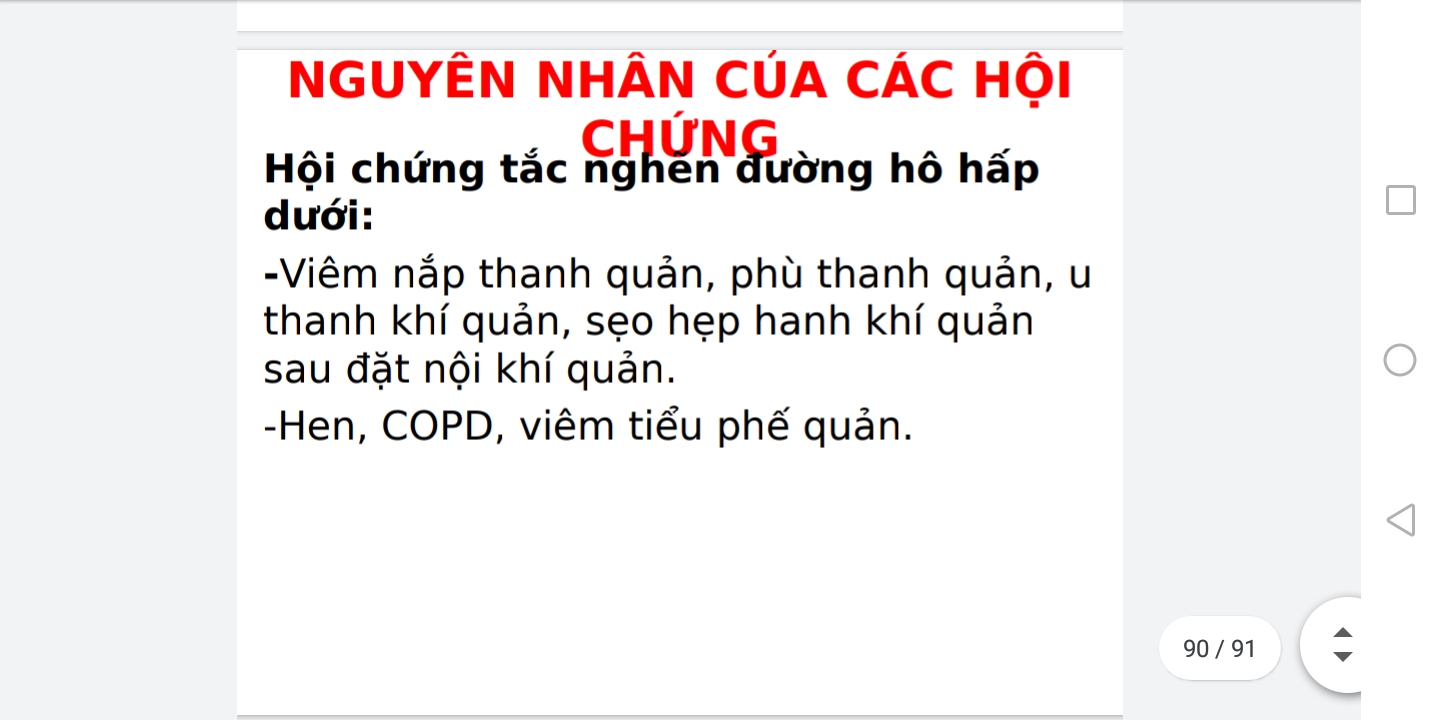 NGUYÊN NHÂN CỦA CÁC HỘI
CHỨNG
Hội chứng tắc nghẽn đường hô hấp
dưới:
-Viêm nắp thanh quản, phù thanh quản, u
thanh khí quản, sẹo hẹp hanh khí quản
sau đặt nội khí quản.
-Hen, COPD, viêm tiểu phế quản.
90 / 91